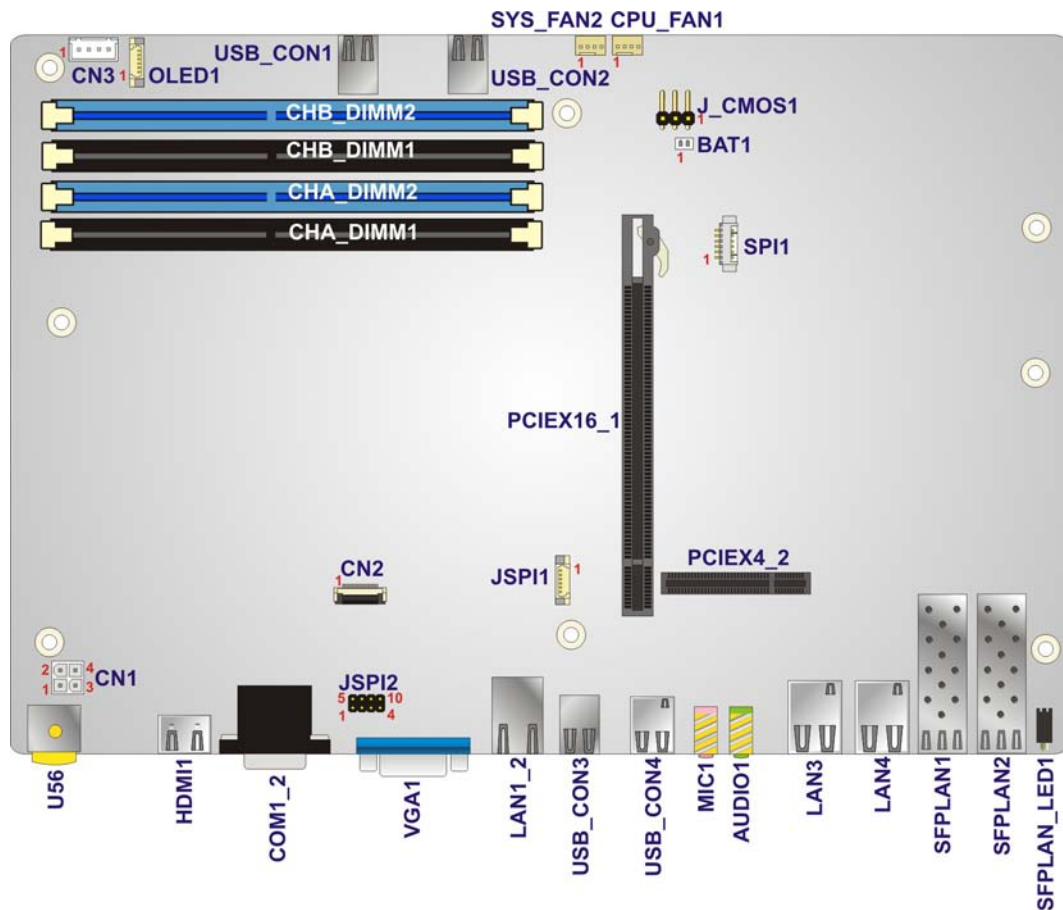 SYS_FAN2 CPU_FAN1
1
CN3
1
OLED1
USB_CON1
USB_CON2
1
1
J_CMOS1
1
BAT1
1
CHB_DIMM2
CHB_DIMM1
CHA_DIMM2
CHA_DIMM1
SPI1
1
PCIEX16_1
CN2
1
JSPI1
1
PCIEX4_2
2
4
CN1
1
3
JSPI2
5
10
1
4
U56
HDMI1
COM1_2
VGA1
LAN1_2
USB_CON3
USB_CON4
MIC1
AUDIO1
LAN3
LAN4
SFPLAN1
SFPLAN2
SFPLAN_LED1